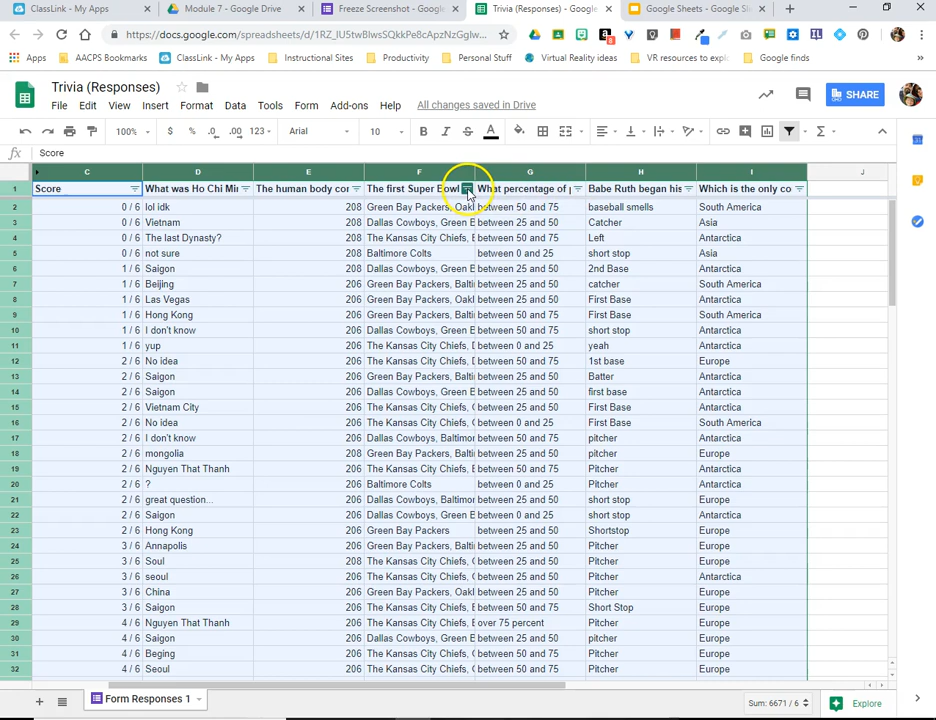 ClassLink - My Apps
Module 7 - Google Drive
Freeze Screenshot - Google
Trivia (Responses) - Google
Google Sheets - Google Sli
https://docs.google.com/spreadsheets/d/
Apps AACPS Bookmarks ClassLink - My Apps Instructional Sites Productivity Personal Stuff Virtual Reality ideas VR resources to expl Google finds
Trivia (Responses)
SHARE
File Edit View Insert Format Data Tools Form Add-ons Help All changes saved in Drive
100% $ % .0 .00 123 Arial 10 B I S A
fx Score
C D E F G H I J
1 Score What was Ho Chi Mi The human body co The first Super Bowl What percentage of Babe Ruth began his Which is the only co
2 0 / 6 lol idk 208 Green Bay Packers, Oakl between 50 and 75 baseball smells South America
3 0 / 6 Vietnam 208 Dallas Cowboys, Green B between 25 and 50 Catcher Asia
4 0 / 6 The last Dynasty? 208 The Kansas City Chiefs, between 50 and 75 Left Antarctica
5 0 / 6 not sure 208 Baltimore Colts between 0 and 25 short stop Asia
6 1 / 6 Saigon 208 Dallas Cowboys, Green B between 25 and 50 2nd Base Antarctica
7 1 / 6 Beijing 208 Green Bay Packers, Balti between 50 and 75 catcher South America
8 1 / 6 Las Vegas 208 Green Bay Packers, Oakl between 25 and 50 First Base Antarctica
9 1 / 6 Hong Kong 208 Green Bay Packers, Balti between 25 and 50 First Base South America
10 1 / 6 I don't know 208 Dallas Cowboys, Green B between 25 and 50 short stop Antarctica
11 1 / 6 yup 206 The Kansas City Chiefs, between 0 and 25 yeah Antarctica
12 2 / 6 No idea 206 The Kansas City Chiefs, between 50 and 75 1st base Europe
13 2 / 6 Saigon 206 Green Bay Packers, Balti between 25 and 50 Batter Antarctica
14 2 / 6 Saigon 206 Dallas Cowboys, Green B between 25 and 50 first base Antarctica
15 2 / 6 Vietnam City 206 The Kansas City Chiefs, between 25 and 50 First Base Antarctica
16 2 / 6 No idea 206 The Kansas City Chiefs, between 0 and 25 First Base South America
17 2 / 6 I don't know 208 Dallas Cowboys, Baltimor between 50 and 75 pitcher Antarctica
18 2 / 6 mongolia 208 Green Bay Packers, Balti between 25 and 50 pitcher Europe
19 2 / 6 Nguyen That Thanh 206 The Kansas City Chiefs, between 50 and 75 Pitcher Antarctica
20 2 / 6 ? 206 Baltimore Colts between 0 and 25 Pitcher Antarctica
21 2 / 6 great question... 206 Dallas Cowboys, Baltimor between 25 and 50 short stop Europe
22 2 / 6 Saigon 206 Dallas Cowboys, Green B between 0 and 25 short stop Antarctica
23 2 / 6 Hong Kong 206 Green Bay Packers between 25 and 50 Shortstop Europe
24 3 / 6 Annapolis 206 Green Bay Packers, Balti between 25 and 50 Pitcher Europe
25 3 / 6 Soul 208 The Kansas City Chiefs, between 25 and 50 Pitcher Europe
26 3 / 6 seoul 206 The Kansas City Chiefs, between 25 and 50 Pitcher Antarctica
27 3 / 6 China 206 Green Bay Packers, Oakl between 25 and 50 Pitcher Europe
28 3 / 6 Saigon 206 The Kansas City Chiefs, between 50 and 75 Short Stop Europe
29 4 / 6 Nguyen That Thanh 206 The Kansas City Chiefs, over 75 percent Pitcher Europe
30 4 / 6 Saigon 206 Dallas Cowboys, Green B between 25 and 50 pitcher Europe
31 4 / 6 Beging 206 The Kansas City Chiefs, between 25 and 50 Pitcher Europe
32 4 / 6 Seoul 206 The Kansas City Chiefs, between 50 and 75 Pitcher Europe
Form Responses 1
Sum: 6671 / 6
Explore